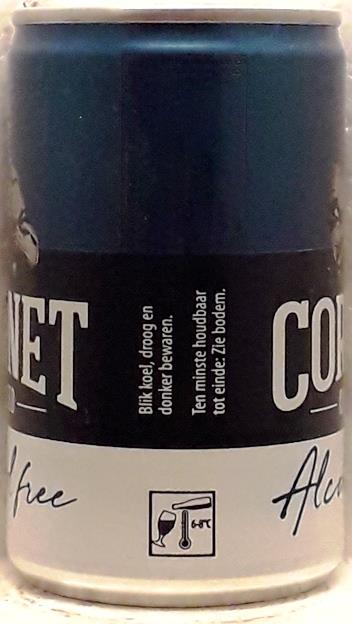 NET
Blik koel, droog en
donker bewaren.
Ten minste houdbaar
tot einde: Zie bodem.
COR
free
Alc
6-8°C